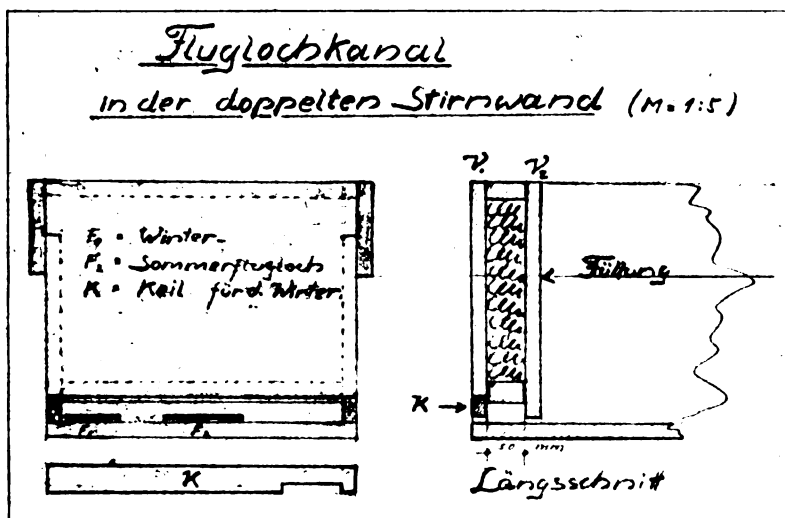 Fluglochkanal
in der doppelten Stirnwand (M. 1:5)
F₁ = Winter-
F₂ = Sommerflugloch
K = Keil für d. Winter.
F₁ F₂
K
V₁ V₂
Füllung
K
50 mm
Längsschnitt